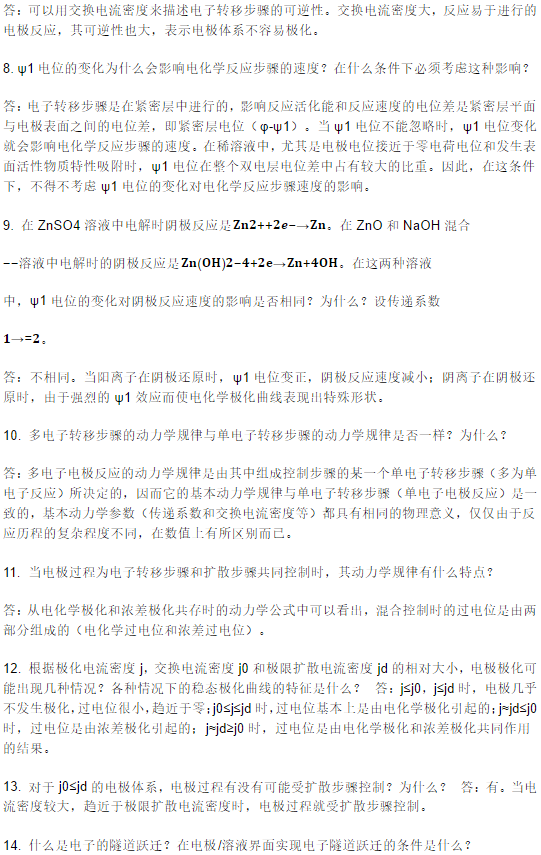 答：可以用交换电流密度来描述电子转移步骤的可逆性。交换电流密度大，反应易于进行的
电极反应，其可逆性也大，表示电极体系不容易极化。
8. ψ1 电位的变化为什么会影响电化学反应步骤的速度？在什么条件下必须考虑这种影响？
答：电子转移步骤是在紧密层中进行的，影响反应活化能和反应速度的电位差是紧密层平面
与电极表面之间的电位差，即紧密层电位（φ-ψ1）。当 ψ1 电位不能忽略时，ψ1 电位变化
就会影响电化学反应步骤的速度。在稀溶液中，尤其是电极电位接近于零电荷电位和发生表
面活性物质特性吸附时，ψ1 电位在整个双电层电位差中占有较大的比重。因此，在这条件
下，不得不考虑 ψ1 电位的变化对电化学反应步骤速度的影响。
9. 在 ZnSO4 溶液中电解时阴极反应是Zn2++2e−→Zn。在 ZnO 和 NaOH 混合
−−溶液中电解时的阴极反应是Zn(OH)2−4+2e→Zn+4OH。在这两种溶液
中，ψ1 电位的变化对阴极反应速度的影响是否相同？为什么？设传递系数
1→=2。
答：不相同。当阳离子在阴极还原时，ψ1 电位变正，阴极反应速度减小；阴离子在阴极还
原时，由于强烈的 ψ1 效应而使电化学极化曲线表现出特殊形状。
10. 多电子转移步骤的动力学规律与单电子转移步骤的动力学规律是否一样？为什么？
答：多电子电极反应的动力学规律是由其中组成控制步骤的某一个单电子转移步骤（多为单
电子反应）所决定的，因而它的基本动力学规律与单电子转移步骤（单电子电极反应）是一
致的，基本动力学参数（传递系数和交换电流密度等）都具有相同的物理意义，仅仅由于反
应历程的复杂程度不同，在数值上有所区别而已。
11. 当电极过程为电子转移步骤和扩散步骤共同控制时，其动力学规律有什么特点？
答：从电化学极化和浓差极化共存时的动力学公式中可以看出，混合控制时的过电位是由两
部分组成的（电化学过电位和浓差过电位）。
12. 根据极化电流密度 j，交换电流密度 j0 和极限扩散电流密度 jd 的相对大小，电极极化可
能出现几种情况？各种情况下的稳态极化曲线的特征是什么？ 答：j≤j0，j≤jd 时，电极几乎
不发生极化，过电位很小，趋近于零；j0≤j≤jd 时，过电位基本上是由电化学极化引起的；j≈jd≤j0
时，过电位是由浓差极化引起的；j≈jd≥j0 时，过电位是由电化学极化和浓差极化共同作用
的结果。
13. 对于 j0≤jd 的电极体系，电极过程有没有可能受扩散步骤控制？为什么？ 答：有。当电
流密度较大，趋近于极限扩散电流密度时，电极过程就受扩散步骤控制。
14. 什么是电子的隧道跃迁？在电极/溶液界面实现电子隧道跃迁的条件是什么？